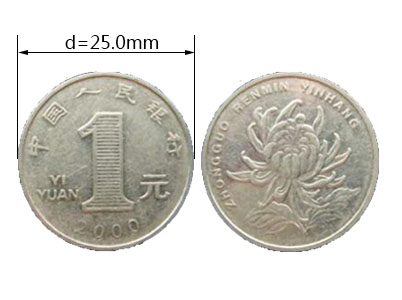 d=25.0mm
中国人民银行
1元
YI
YUAN
2000
ZHONGGUO RENMIN YINHANG